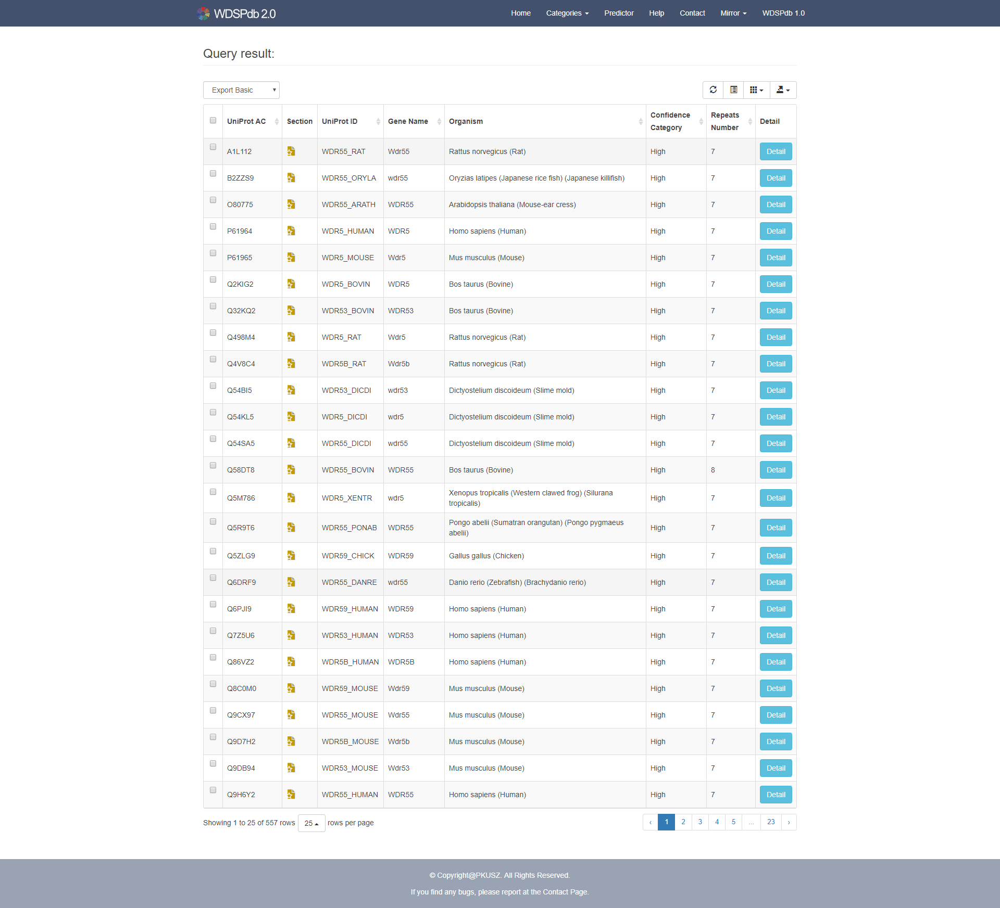 WDSPdb 2.0 Home Categories Predictor Help Contact Mirror WDSPdb 1.0
Query result:
Export Basic
UniProt AC Section UniProt ID Gene Name Organism Confidence Category Repeats Number Detail
A1L112 WDR55_RAT Wdr55 Rattus norvegicus (Rat) High 7 Detail
B2ZZS9 WDR55_ORYLA wdr55 Oryzias latipes (Japanese rice fish) (Japanese killifish) High 7 Detail
O80775 WDR55_ARATH WDR55 Arabidopsis thaliana (Mouse-ear cress) High 7 Detail
P61964 WDR5_HUMAN WDR5 Homo sapiens (Human) High 7 Detail
P61965 WDR5_MOUSE Wdr5 Mus musculus (Mouse) High 7 Detail
Q2KIG2 WDR5_BOVIN WDR5 Bos taurus (Bovine) High 7 Detail
Q32KQ2 WDR53_BOVIN WDR53 Bos taurus (Bovine) High 7 Detail
Q498M4 WDR5_RAT Wdr5 Rattus norvegicus (Rat) High 7 Detail
Q4V8C4 WDR5B_RAT Wdr5b Rattus norvegicus (Rat) High 7 Detail
Q54BI5 WDR53_DICDI wdr53 Dictyostelium discoideum (Slime mold) High 7 Detail
Q54KL5 WDR5_DICDI wdr5 Dictyostelium discoideum (Slime mold) High 7 Detail
Q54SA5 WDR55_DICDI wdr55 Dictyostelium discoideum (Slime mold) High 7 Detail
Q58DT8 WDR55_BOVIN WDR55 Bos taurus (Bovine) High 8 Detail
Q5M786 WDR5_XENTR wdr5 Xenopus tropicalis (Western clawed frog) (Silurana tropicalis) High 7 Detail
Q5R9T6 WDR55_PONAB WDR55 Pongo abelii (Sumatran orangutan) (Pongo pygmaeus abelii) High 7 Detail
Q5ZLG9 WDR59_CHICK WDR59 Gallus gallus (Chicken) High 7 Detail
Q6DRF9 WDR55_DANRE wdr55 Danio rerio (Zebrafish) (Brachydanio rerio) High 7 Detail
Q6PJI9 WDR59_HUMAN WDR59 Homo sapiens (Human) High 7 Detail
Q7Z5U6 WDR53_HUMAN WDR53 Homo sapiens (Human) High 7 Detail
Q86VZ2 WDR5B_HUMAN WDR5B Homo sapiens (Human) High 7 Detail
Q8C0M0 WDR59_MOUSE Wdr59 Mus musculus (Mouse) High 7 Detail
Q9CX97 WDR55_MOUSE Wdr55 Mus musculus (Mouse) High 7 Detail
Q9D7H2 WDR5B_MOUSE Wdr5b Mus musculus (Mouse) High 7 Detail
Q9DB94 WDR53_MOUSE Wdr53 Mus musculus (Mouse) High 7 Detail
Q9H6Y2 WDR55_HUMAN WDR55 Homo sapiens (Human) High 7 Detail
Showing 1 to 25 of 557 rows 25 rows per page ‹ 1 2 3 4 5 ... 23 ›
© Copyright@PKUSZ. All Rights Reserved.
If you find any bugs, please report at the Contact Page.